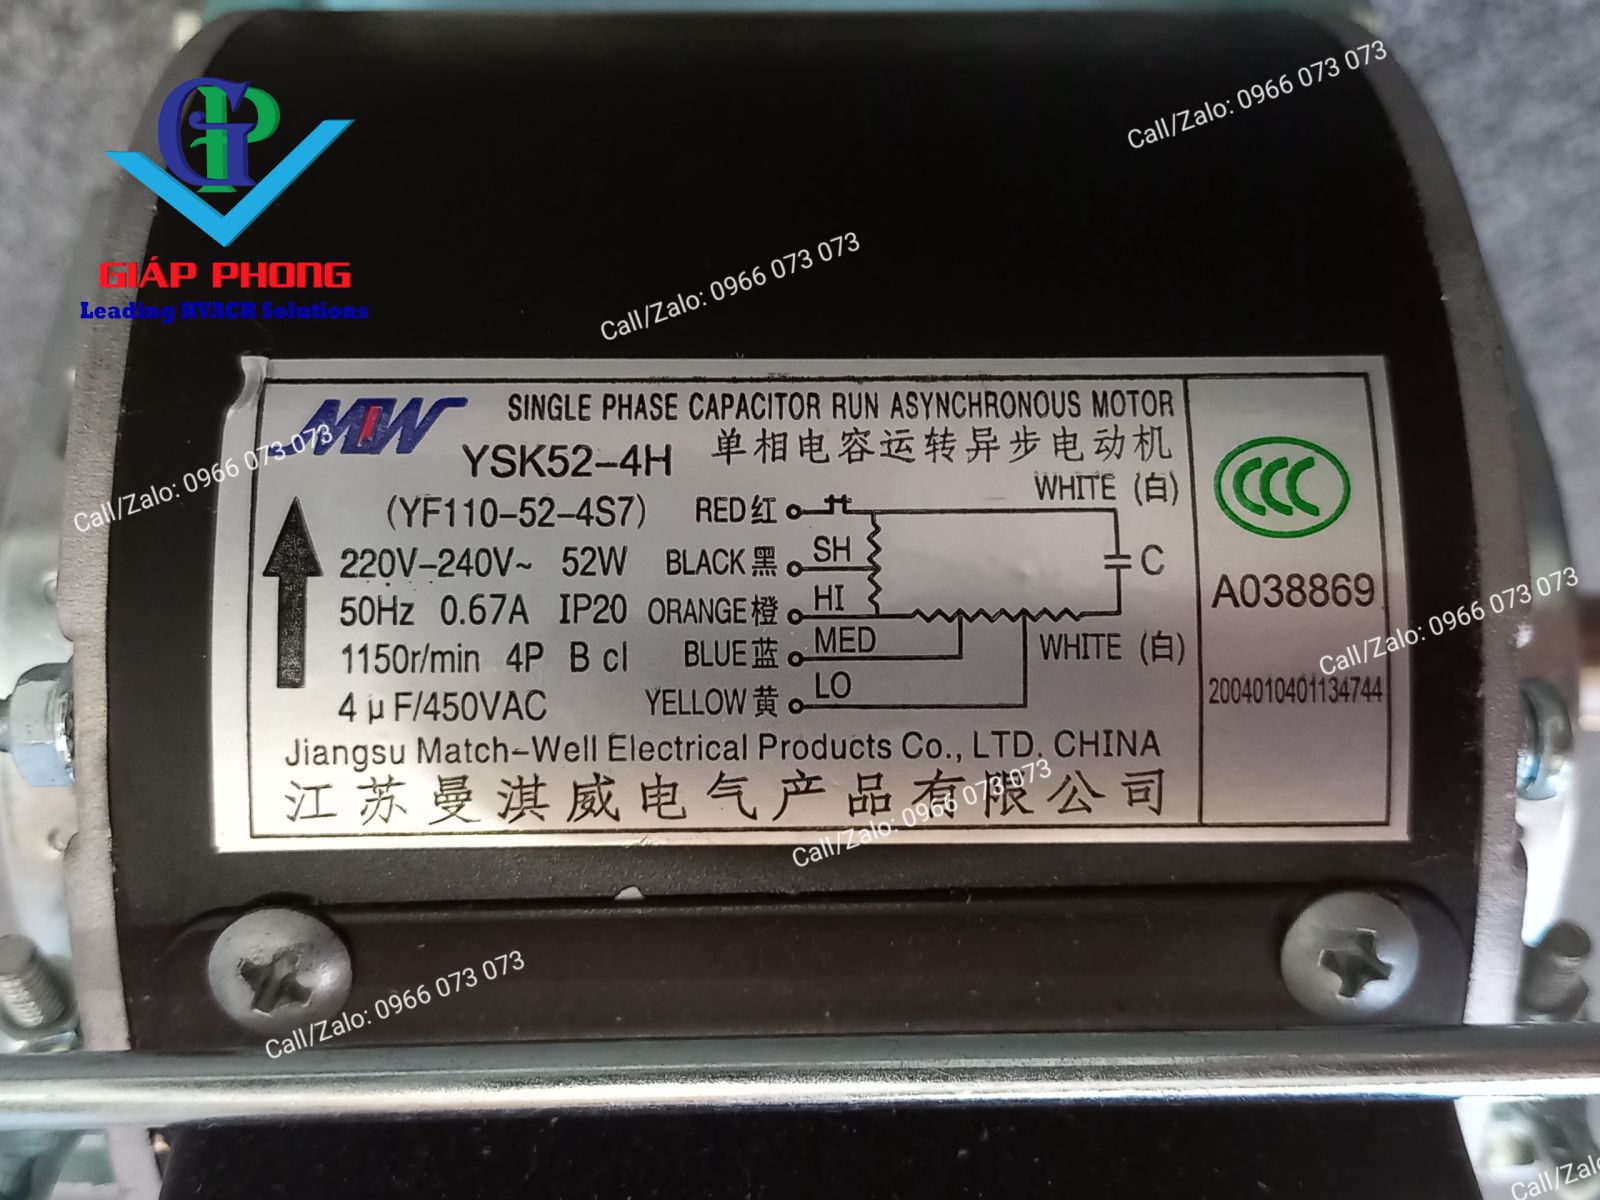 Call/Zalo: 0966 073 073
GP
GIÁP PHONG
Leading HVACR Solutions
Call/Zalo: 0966 073 073
MW
SINGLE PHASE CAPACITOR RUN ASYNCHRONOUS MOTOR
YSK52-4H 单相电容运转异步电动机
Call/Zalo: 0966 073 073
CCC
WHITE (白)
(YF110-52-4S7) RED红
220V-240V~ 52W BLACK黑 SH C
A038869
50Hz 0.67A IP20 ORANGE橙 HI
Call/Zalo: 0966 073 073
1150r/min 4P B cl BLUE蓝 MED WHITE (白)
4μF/450VAC YELLOW黄 LO
2004010401134744
Jiangsu Match-Well Electrical Products Co., LTD. CHINA
江苏曼淇威电气产品有限公司
Call/Zalo: 0966 073 073
Call/Zalo: 0966 073 073
Call/Zalo
Call/Zalo